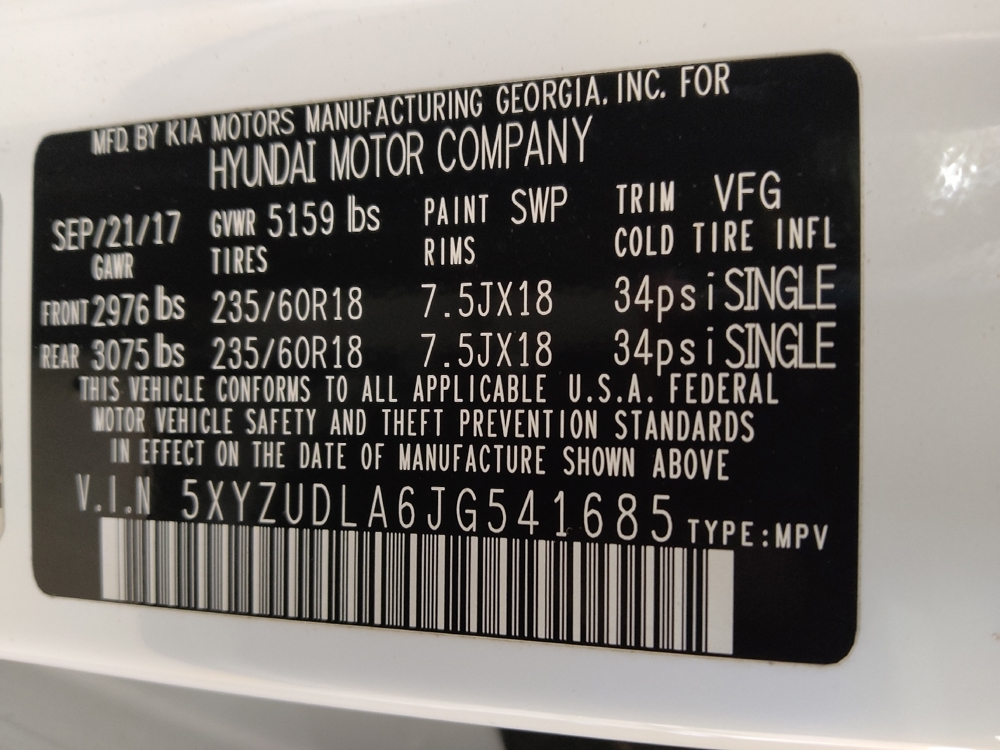 MFD. BY KIA MOTORS MANUFACTURING GEORGIA, INC. FOR
HYUNDAI MOTOR COMPANY
SEP/21/17 GVWR 5159 lbs PAINT SWP TRIM VFG
GAWR TIRES RIMS COLD TIRE INFL
FRONT 2976 lbs 235/60R18 7.5JX18 34psi SINGLE
REAR 3075 lbs 235/60R18 7.5JX18 34psi SINGLE
THIS VEHICLE CONFORMS TO ALL APPLICABLE U.S.A. FEDERAL
MOTOR VEHICLE SAFETY AND THEFT PREVENTION STANDARDS
IN EFFECT ON THE DATE OF MANUFACTURE SHOWN ABOVE
V.I.N 5XYZUDLA6JG541685 TYPE:MPV